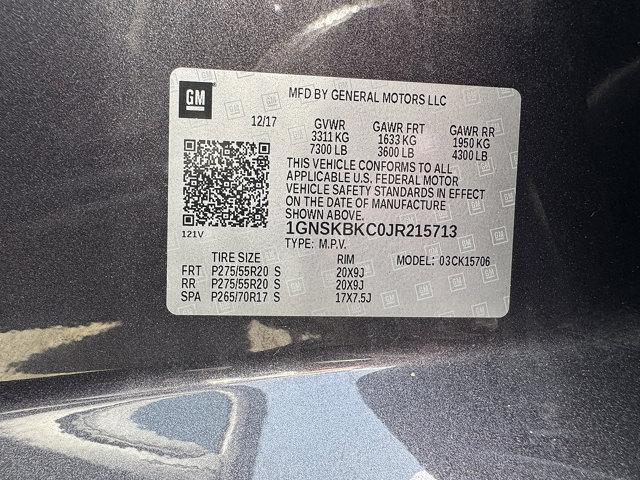 GM
MFD BY GENERAL MOTORS LLC
12/17 GVWR GAWR FRT GAWR RR
3311 KG 1633 KG 1950 KG
7300 LB 3600 LB 4300 LB
THIS VEHICLE CONFORMS TO ALL
APPLICABLE U.S. FEDERAL MOTOR
VEHICLE SAFETY STANDARDS IN EFFECT
ON THE DATE OF MANUFACTURE
SHOWN ABOVE.
121V
1GNSKBKC0JR215713
TYPE: M.P.V. MODEL: 03CK15706
TIRE SIZE RIM
FRT P275/55R20 S 20X9J
RR P275/55R20 S 20X9J
SPA P265/70R17 S 17X7.5J